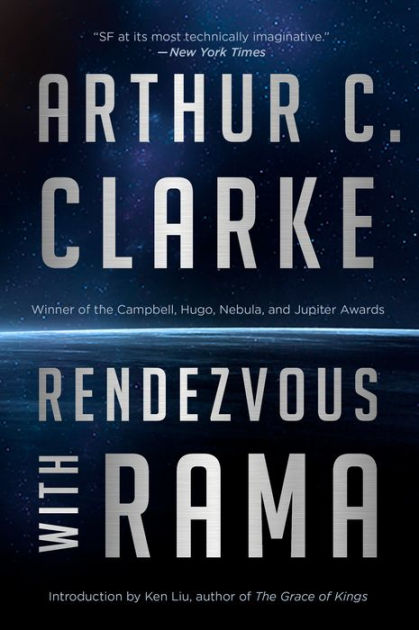 “SF at its most technically imaginative.”
—New York Times
ARTHUR C.
CLARKE
Winner of the Campbell, Hugo, Nebula, and Jupiter Awards
RENDEZVOUS
WITH RAMA
Introduction by Ken Liu, author of The Grace of Kings